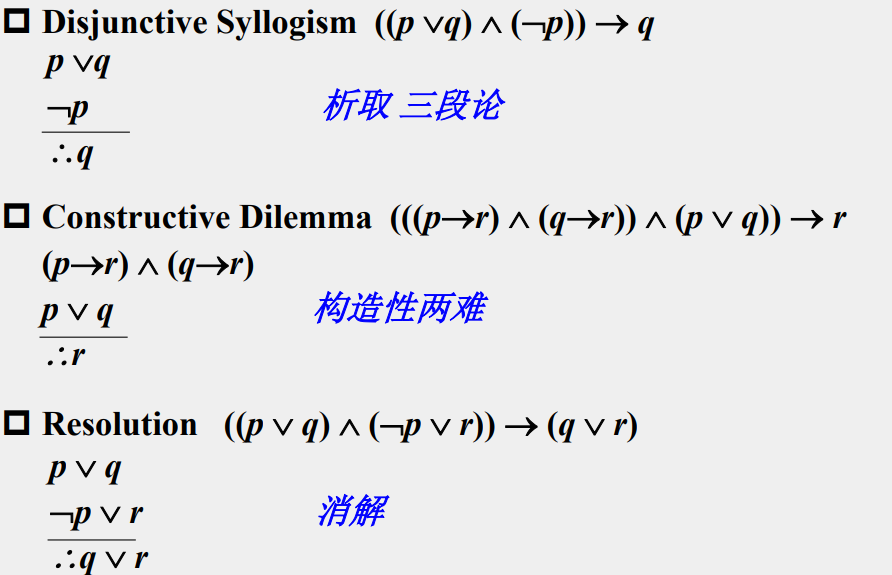 Disjunctive Syllogism ((p ∨q) ∧ (¬p)) → q
p ∨q
¬p
析取 三段论
∴q
Constructive Dilemma (((p→r) ∧ (q→r)) ∧ (p ∨ q)) → r
(p→r) ∧ (q→r)
p ∨ q
构造性两难
∴r
Resolution ((p ∨ q) ∧ (¬p ∨ r)) → (q ∨ r)
p ∨ q
¬p ∨ r
消解
∴q ∨ r